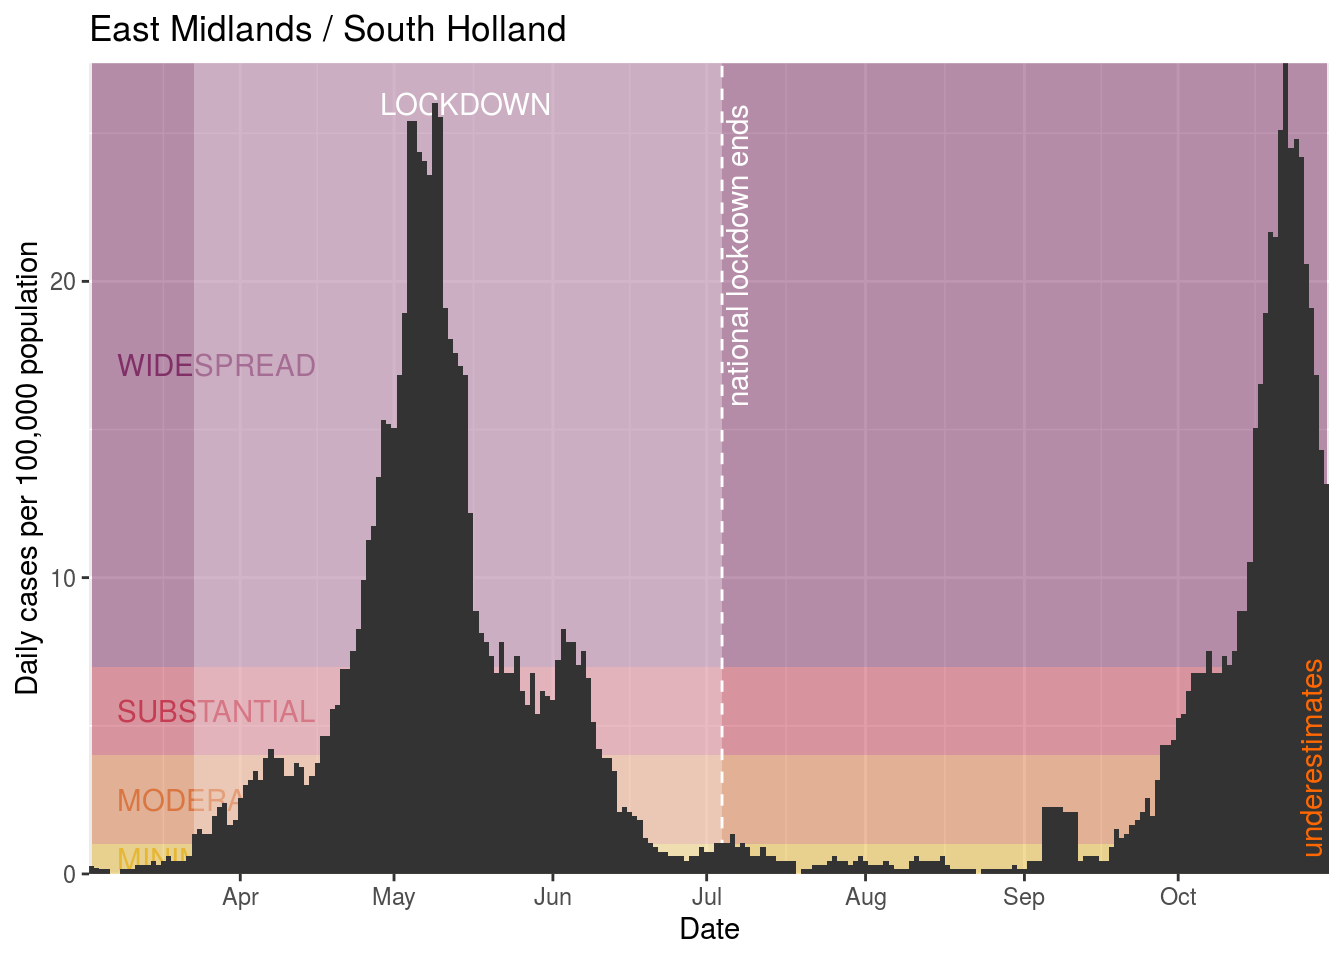 East Midlands / South Holland
LOCKDOWN
national lockdown ends
Daily cases per 100,000 population
20
10
0
WIDESPREAD
SUBSTANTIAL
underestimates
Apr
May
Jun
Jul
Aug
Sep
Oct
Date